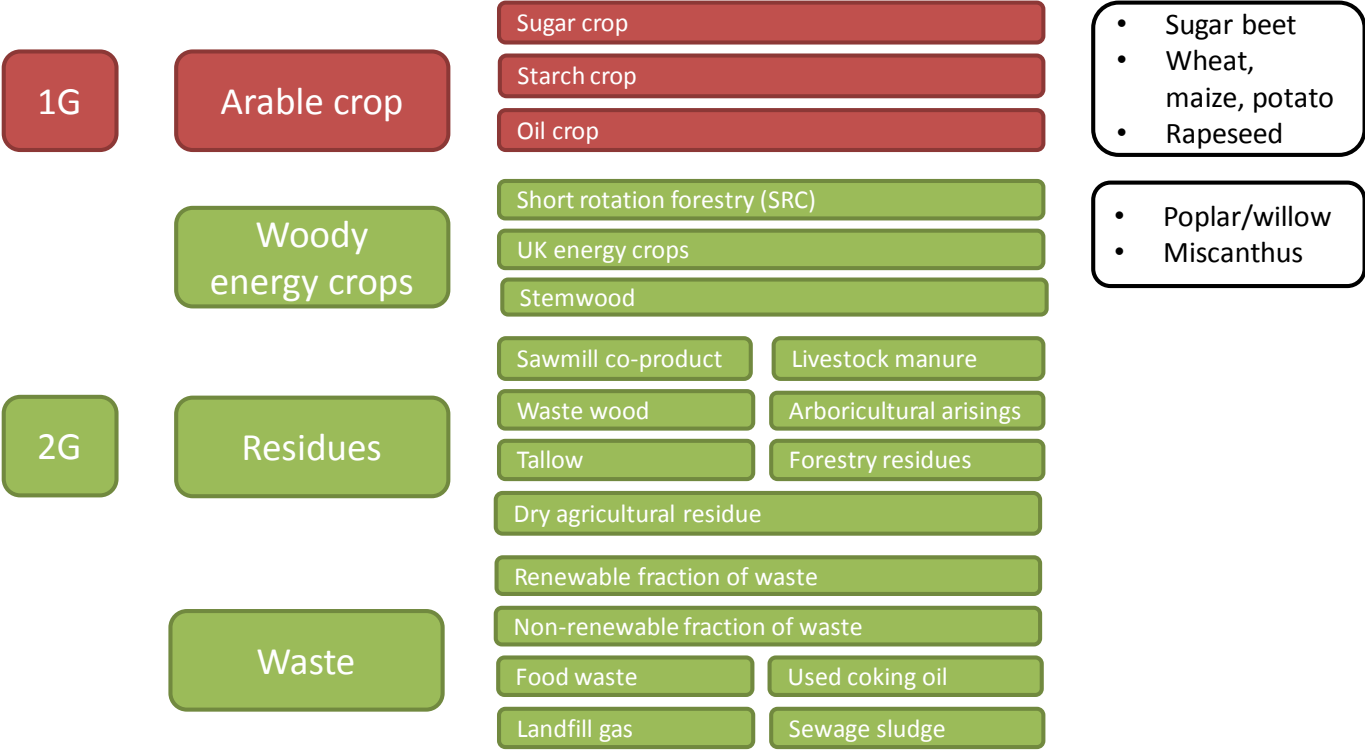 1G
Arable crop
Sugar crop
Starch crop
Oil crop
• Sugar beet
• Wheat,
maize, potato
• Rapeseed
Woody
energy crops
Short rotation forestry (SRC)
UK energy crops
Stemwood
• Poplar/willow
• Miscanthus
2G
Residues
Sawmill co-product
Livestock manure
Waste wood
Arboricultural arisings
Tallow
Forestry residues
Dry agricultural residue
Waste
Renewable fraction of waste
Non-renewable fraction of waste
Food waste
Used coking oil
Landfill gas
Sewage sludge